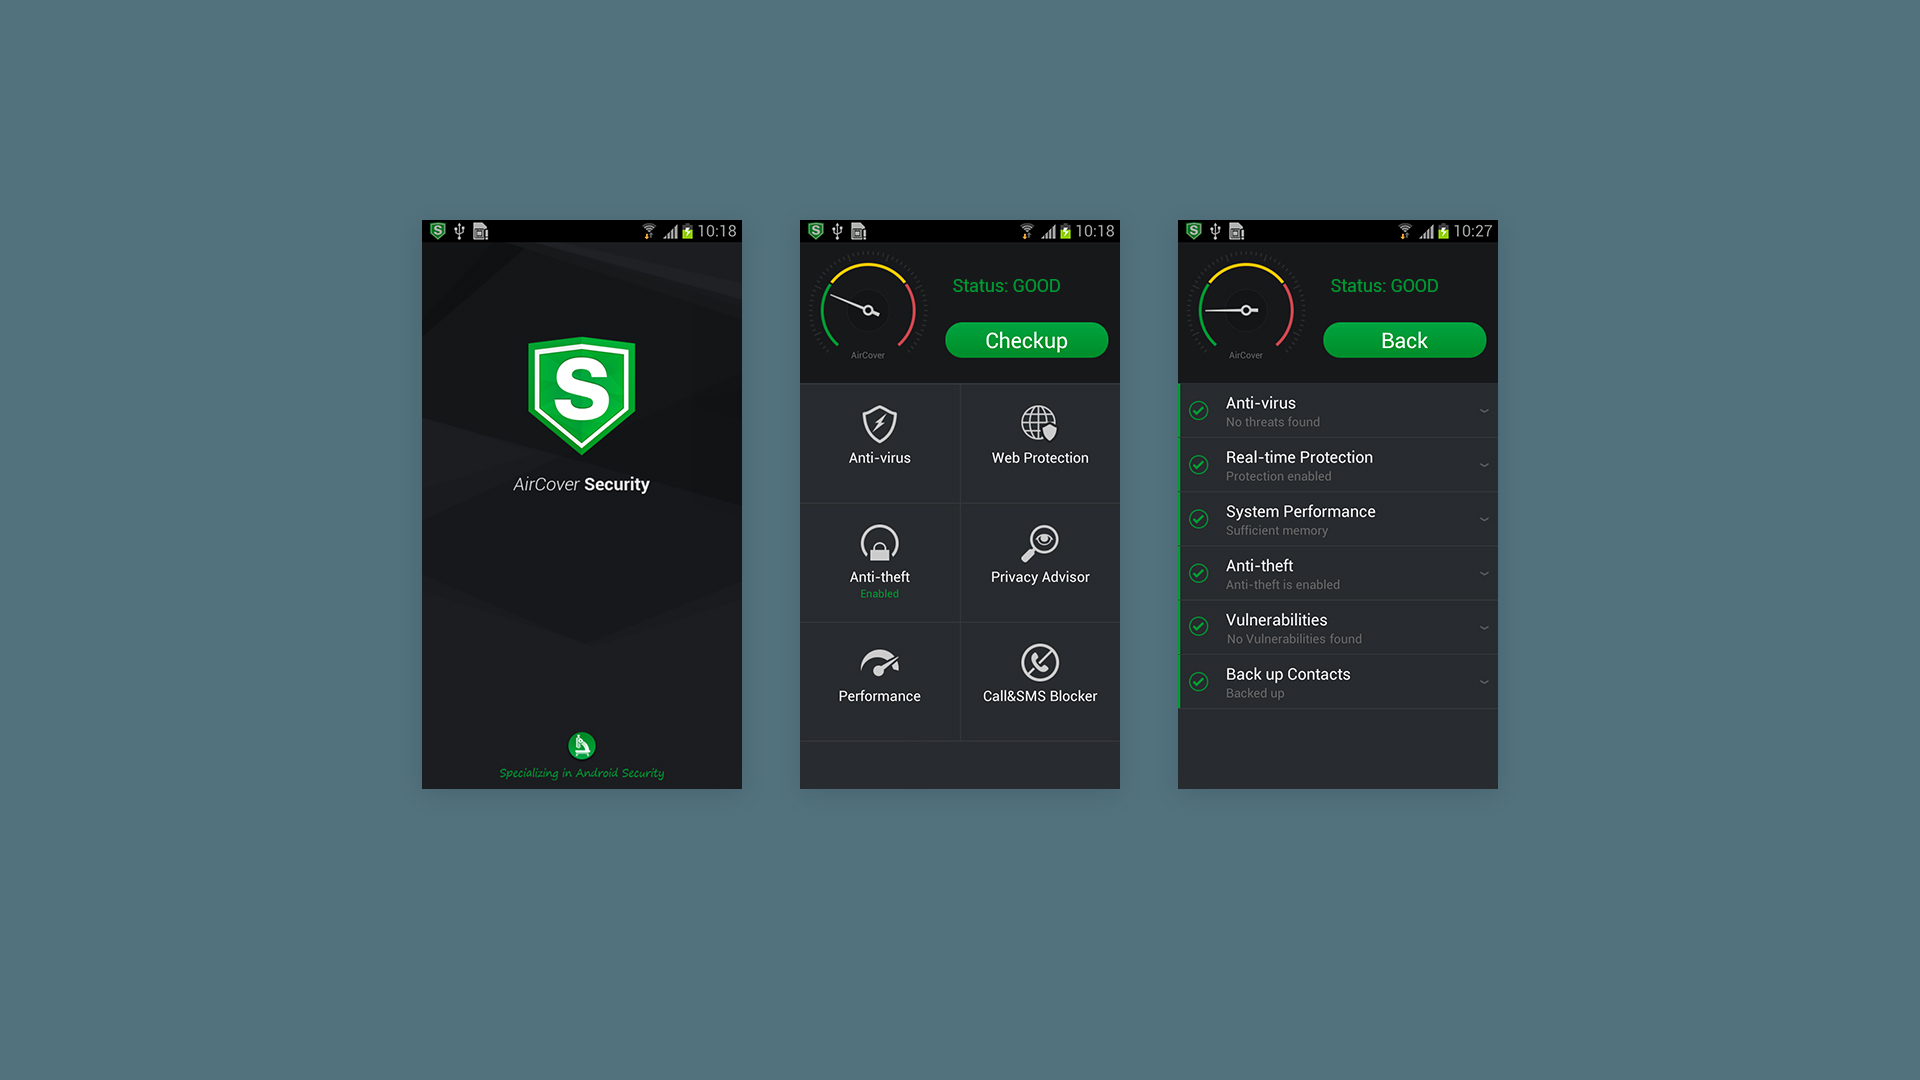 S
10:18
S
AirCover Security
Specializing in Android Security
S
10:18
AirCover
Status: GOOD
Checkup
Anti-virus
Web Protection
Anti-theft
Enabled
Privacy Advisor
Performance
Call&SMS Blocker
S
10:27
AirCover
Status: GOOD
Back
Anti-virus
No threats found
Real-time Protection
Protection enabled
System Performance
Sufficient memory
Anti-theft
Anti-theft is enabled
Vulnerabilities
No Vulnerabilities found
Back up Contacts
Backed up